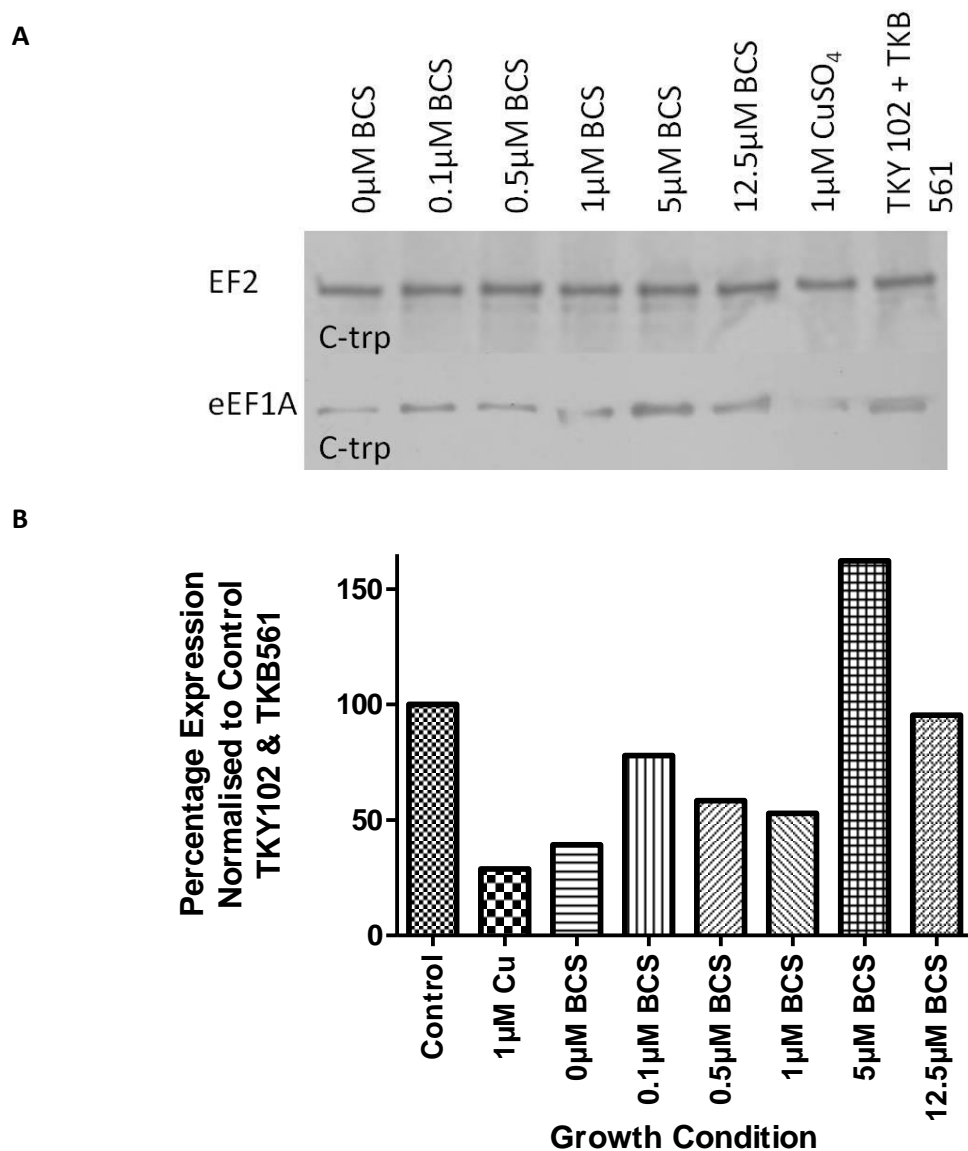 A
0µM BCS
0.1µM BCS
0.5µM BCS
1µM BCS
5µM BCS
12.5µM BCS
1µM CuSO₄
TKY 102 + TKB
561
EF2
C-trp
eEF1A
C-trp
B
Percentage Expression
Normalised to Control
TKY102 & TKB561
150
100
50
0
Control
1µM Cu
0µM BCS
0.1µM BCS
0.5µM BCS
1µM BCS
5µM BCS
12.5µM BCS
Growth Condition